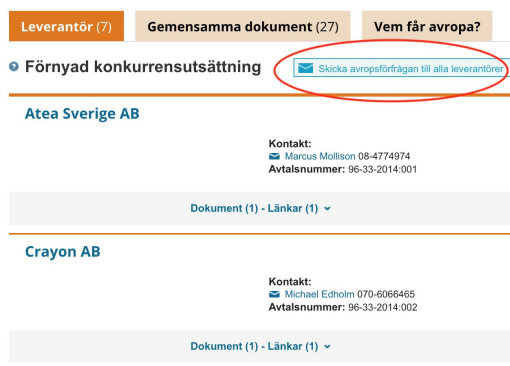 Leverantör (7) Gemensamma dokument (27) Vem får avropa?
Förnyad konkurrensutsättning Skicka avropsförfrågan till alla leverantörer
Atea Sverige AB
Kontakt:
Marcus Mollison 08-4774974
Avtalsnummer: 96-33-2014:001
Dokument (1) - Länkar (1)
Crayon AB
Kontakt:
Michael Edholm 070-6066465
Avtalsnummer: 96-33-2014:002
Dokument (1) - Länkar (1)